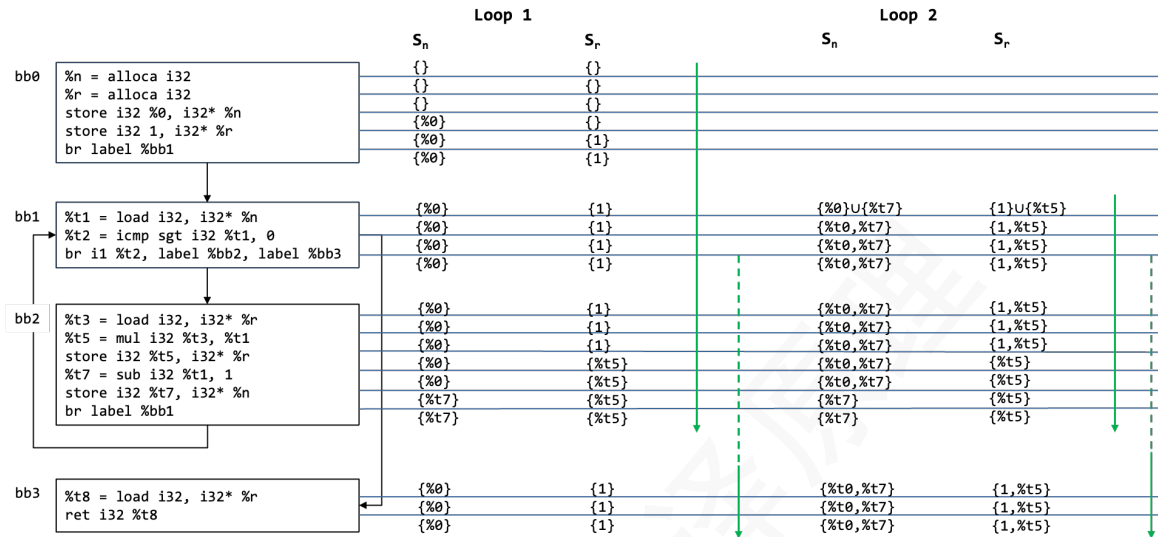 Loop 1 Loop 2
Sn Sr Sn Sr
bb0
%n = alloca i32
%r = alloca i32
store i32 %0, i32* %n
store i32 1, i32* %r
br label %bb1
{} {}
{} {}
{} {}
{%0} {}
{%0} {1}
{%0} {1}
bb1
%t1 = load i32, i32* %n
%t2 = icmp sgt i32 %t1, 0
br i1 %t2, label %bb2, label %bb3
{%0} {1} {%0}∪{%t7} {1}∪{%t5}
{%0} {1} {%t0,%t7} {1,%t5}
{%0} {1} {%t0,%t7} {1,%t5}
{%0} {1} {%t0,%t7} {1,%t5}
bb2
%t3 = load i32, i32* %r
%t5 = mul i32 %t3, %t1
store i32 %t5, i32* %r
%t7 = sub i32 %t1, 1
store i32 %t7, i32* %n
br label %bb1
{%0} {1} {%t0,%t7} {1,%t5}
{%0} {1} {%t0,%t7} {1,%t5}
{%0} {1} {%t0,%t7} {1,%t5}
{%0} {%t5} {%t0,%t7} {%t5}
{%0} {%t5} {%t0,%t7} {%t5}
{%t7} {%t5} {%t7} {%t5}
{%t7} {%t5} {%t7} {%t5}
bb3
%t8 = load i32, i32* %r
ret i32 %t8
{%0} {1} {%t0,%t7} {1,%t5}
{%0} {1} {%t0,%t7} {1,%t5}
{%0} {1} {%t0,%t7} {1,%t5}
译原理